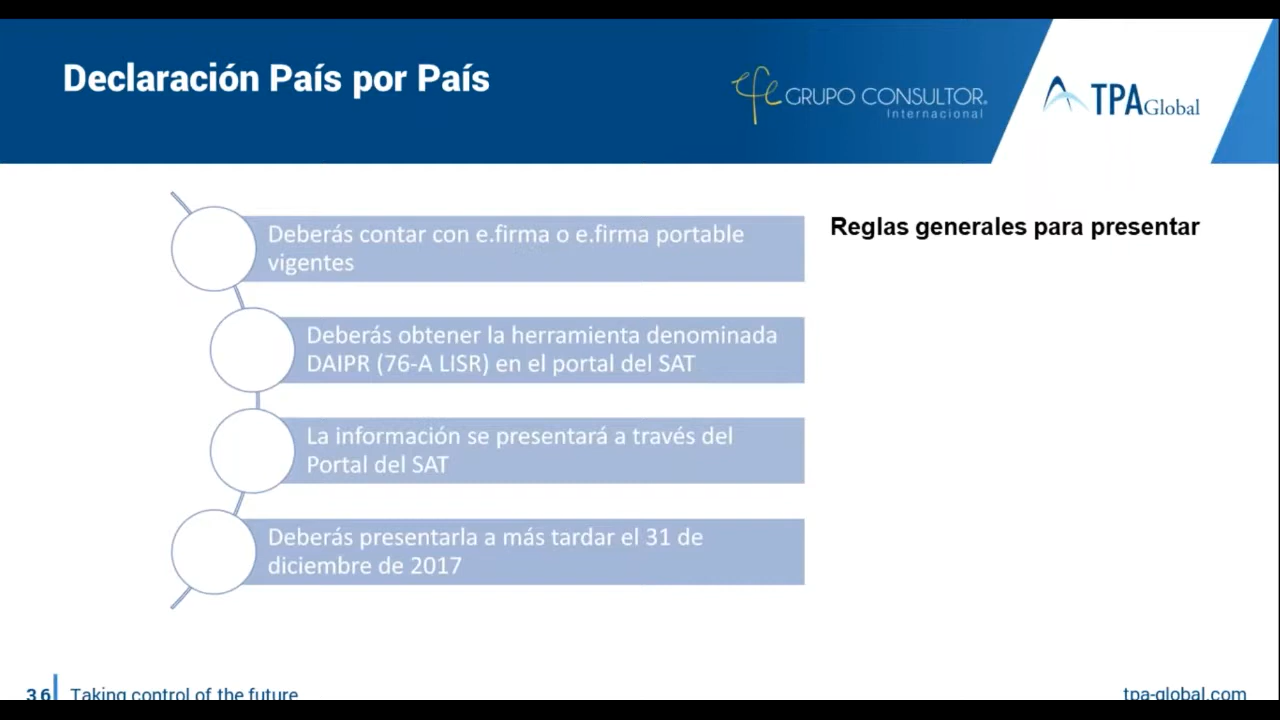 Declaración País por País
efe GRUPO CONSULTOR®
Internacional
TPA Global
Deberás contar con e.firma o e.firma portable
vigentes
Reglas generales para presentar
Deberás obtener la herramienta denominada
DAIPR (76-A LISR) en el portal del SAT
La información se presentará a través del
Portal del SAT
Deberás presentarla a más tardar el 31 de
diciembre de 2017
36 Taking control of the future
tpa-global.com